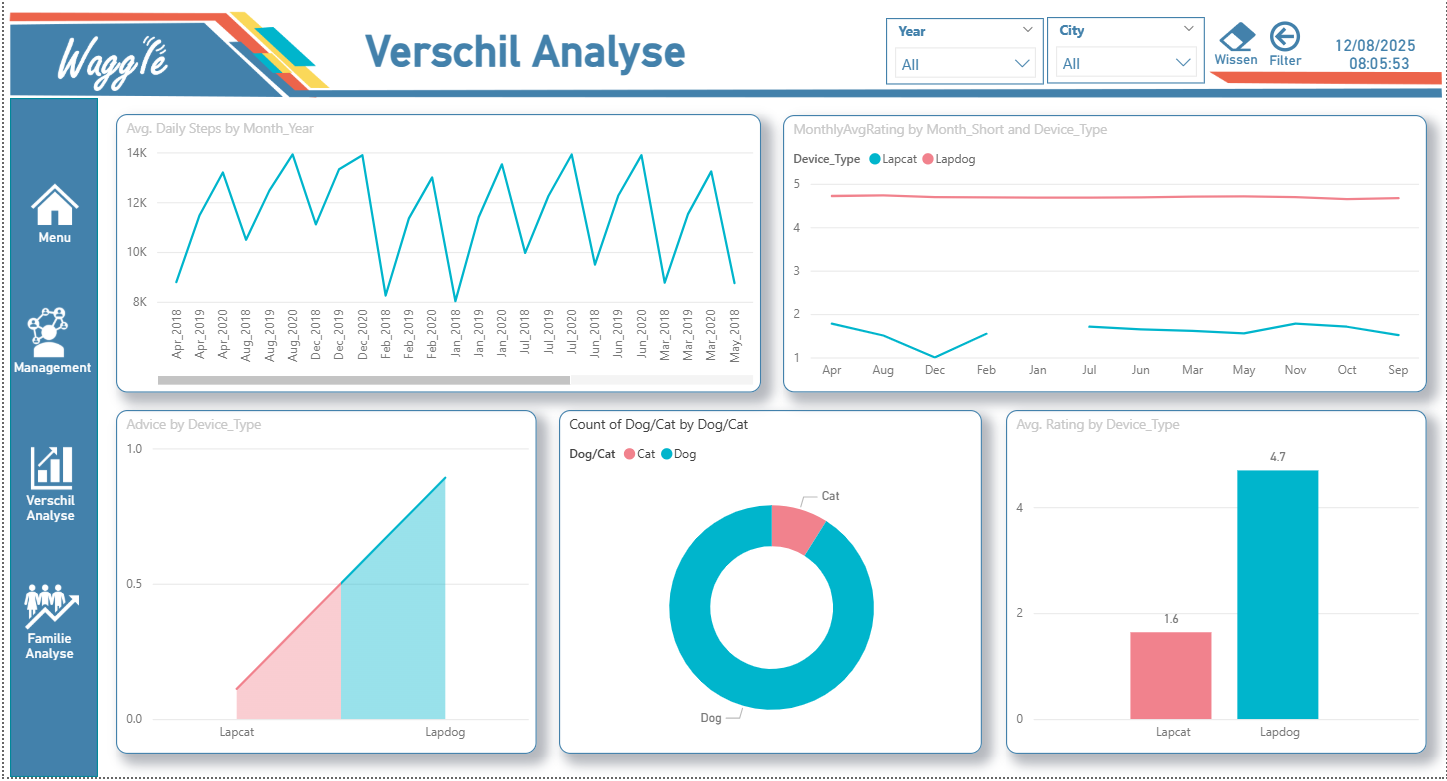 Waggle
Verschil Analyse
Year
All
City
All
Wissen
Filter
12/08/2025
08:05:53
Menu
Management
Verschil
Analyse
Familie
Analyse
Avg. Daily Steps by Month_Year
14K
12K
10K
8K
Apr_2018
Apr_2019
Apr_2020
Aug_2018
Aug_2019
Aug_2020
Dec_2018
Dec_2019
Dec_2020
Feb_2018
Feb_2019
Feb_2020
Jan_2018
Jan_2019
Jan_2020
Jul_2018
Jul_2019
Jul_2020
Jun_2018
Jun_2019
Jun_2020
Mar_2018
Mar_2019
Mar_2020
May_2018
MonthlyAvgRating by Month_Short and Device_Type
Device_Type Lapcat Lapdog
5
4
3
2
1
Apr Aug Dec Feb Jan Jul Jun Mar May Nov Oct Sep
Advice by Device_Type
1.0
0.5
0.0
Lapcat Lapdog
Count of Dog/Cat by Dog/Cat
Dog/Cat Cat Dog
Cat
Dog
Avg. Rating by Device_Type
4.7
4
2
1.6
0
Lapcat Lapdog